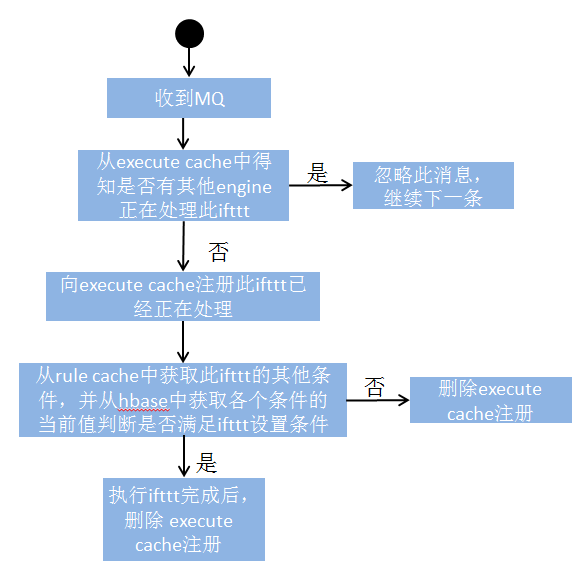 收到MQ
从execute cache中得
知是否有其他engine
正在处理此ifttt
是
忽略此消息，
继续下一条
否
向execute cache注册此ifttt已
经正在处理
从rule cache中获取此ifttt的其他条
件，并从hbase中获取各个条件的
当前值判断是否满足ifttt设置条件
否
删除execute
cache注册
是
执行ifttt完成后，
删除 execute
cache注册